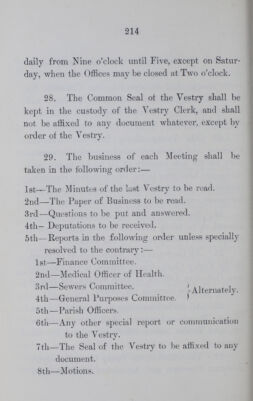 214
daily from Nine o'clock until Five, except on Satur-
day, when the Offices may be closed at Two o'clock.
28. The Common Seal of the Vestry shall be
kept in the custody of the Vestry Clerk, and shall
not be affixed to any document whatever, except by
order of the Vestry.
29. The business of each Meeting shall be
taken in the following order:—
1st—The Minutes of the last Vestry to be read.
2nd—The Paper of Business to be read.
3rd—Questions to be put and answered.
4th—Deputations to be received.
5th—Reports in the following order unless specially
resolved to the contrary:—
1st—Finance Committee.
2nd—Medical Officer of Health.
3rd—Sewers Committee.
4th—General Purposes Committee. } Alternately.
5th—Parish Officers.
6th—Any other special report or communication
to the Vestry.
7th—The Seal of the Vestry to be affixed to any
document.
8th—Motions.